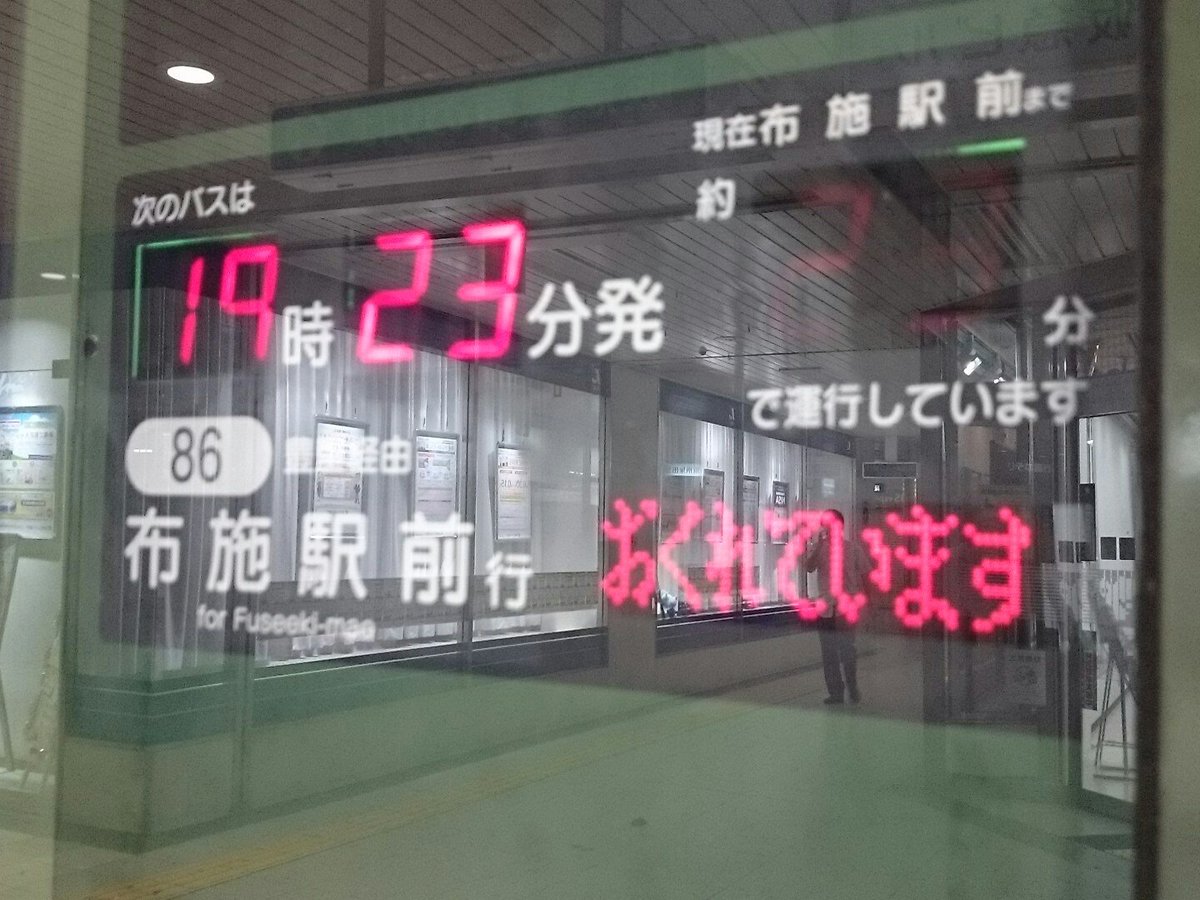 次のバスは
19時23分発
86
布施駅前行
for Fuseeki-mae
現在布施駅前まで
約
分
で運行しています
おくれています